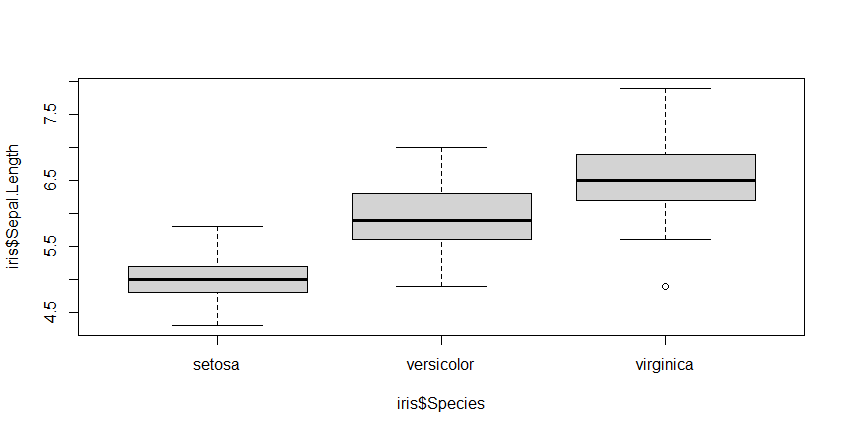 iris$Sepal.Length
7.5
6.5
5.5
4.5
setosa versicolor virginica
iris$Species